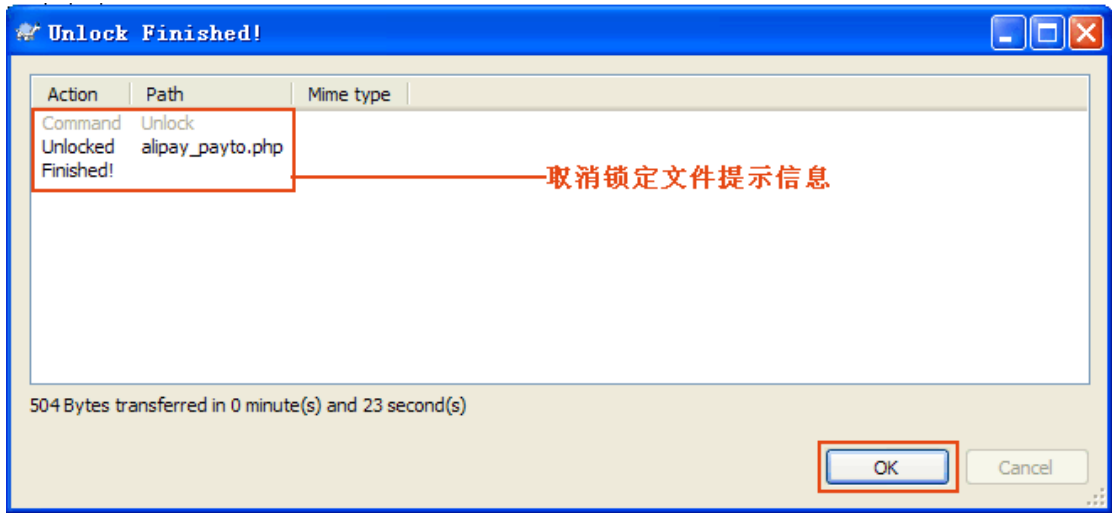 Unlock Finished!
Action Path Mime type
Command Unlock
Unlocked alipay_payto.php
Finished!
取消锁定文件提示信息
504 Bytes transferred in 0 minute(s) and 23 second(s)
OK Cancel